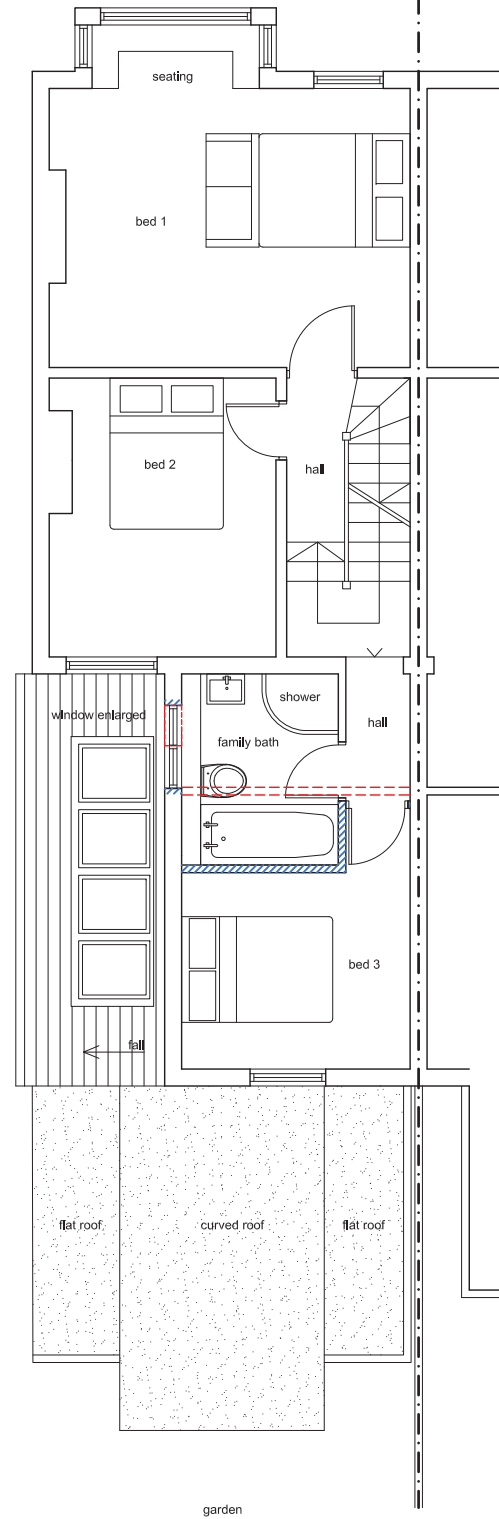 seating
bed 1
bed 2
hall
window enlarged
shower
hall
family bath
bed 3
fall
flat roof
curved roof
flat roof
garden